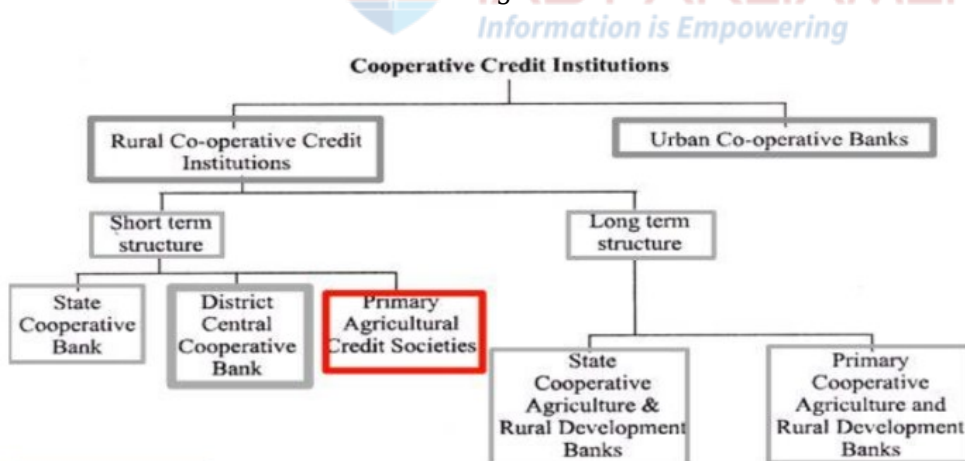 Information is Empowering
Cooperative Credit Institutions
Rural Co-operative Credit
Institutions
Urban Co-operative Banks
Short term
structure
Long term
structure
State
Cooperative
Bank
District
Central
Cooperative
Bank
Primary
Agricultural
Credit Societies
State
Cooperative
Agriculture &
Rural Development
Banks
Primary
Cooperative
Agriculture and
Rural Development
Banks